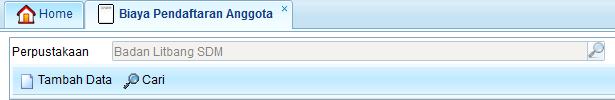 Home Biaya Pendaftaran Anggota
Perpustakaan Badan Litbang SDM
Tambah Data Cari